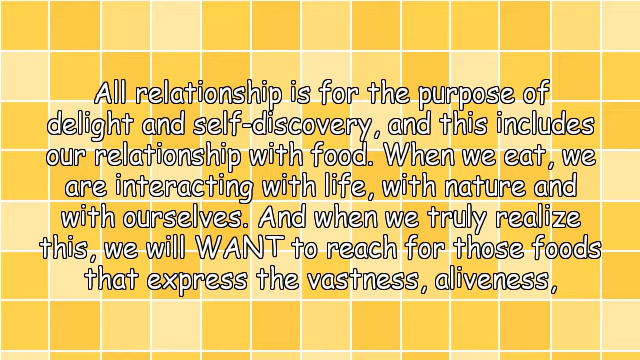 All relationship is for the purpose of
delight and self-discovery, and this includes
our relationship with food. When we eat, we
are interacting with life, with nature and
with ourselves. And when we truly realize
this, we will WANT to reach for those foods
that express the vastness, aliveness,